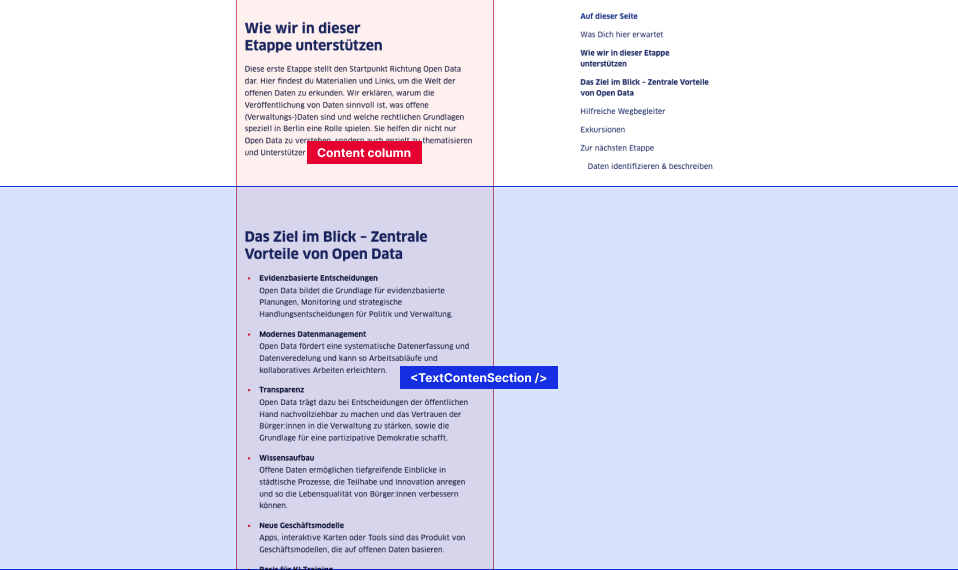 Wie wir in dieser
Etappe unterstützen
Diese erste Etappe stellt den Startpunkt Richtung Open Data
dar. Hier findest du Materialien und Links, um die Welt der
offenen Daten zu erkunden. Wir erklären, warum die
Veröffentlichung von Daten sinnvoll ist, was offene
(Verwaltungs-)Daten sind und welche rechtlichen Grundlagen
speziell in Berlin eine Rolle spielen. Sie helfen dir nicht nur
Open Data zu verstehen, sondern auch gezielt zu thematisieren
und Unterstützer
Content column
Auf dieser Seite
Was Dich hier erwartet
Wie wir in dieser Etappe
unterstützen
Das Ziel im Blick – Zentrale Vorteile
von Open Data
Hilfreiche Wegbegleiter
Exkursionen
Zur nächsten Etappe
Daten identifizieren & beschreiben
Das Ziel im Blick – Zentrale
Vorteile von Open Data
• Evidenzbasierte Entscheidungen
Open Data bildet die Grundlage für evidenzbasierte
Planungen, Monitoring und strategische
Handlungsentscheidungen für Politik und Verwaltung.
• Modernes Datenmanagement
Open Data fördert eine systematische Datenerfassung und
Datenveredelung und kann so Arbeitsabläufe und
kollaboratives Arbeiten erleichtern.
<TextContenSection />
• Transparenz
Open Data trägt dazu bei Entscheidungen der öffentlichen
Hand nachvollziehbar zu machen und das Vertrauen der
Bürger:innen in die Verwaltung zu stärken, sowie die
Grundlage für eine partizipative Demokratie schafft.
• Wissensaufbau
Offene Daten ermöglichen tiefgreifende Einblicke in
städtische Prozesse, die Teilhabe und Innovation anregen
und so die Lebensqualität von Bürger:innen verbessern
können.
• Neue Geschäftsmodelle
Apps, interaktive Karten oder Tools sind das Produkt von
Geschäftsmodellen, die auf offenen Daten basieren.
Basis für KI-Training